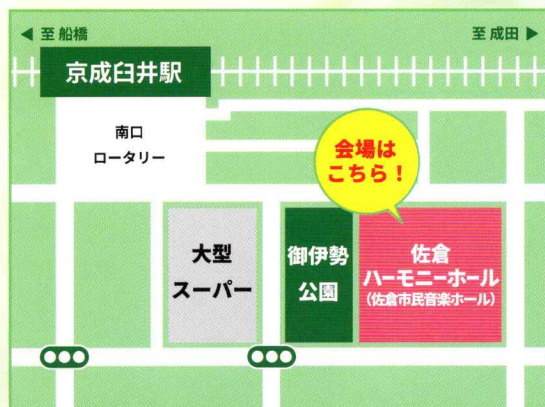 ◀ 至 船橋
至 成田 ▶
京成臼井駅
南口
ロータリー
会場は
こちら！
大型
スーパー
御伊勢
公園
佐倉
ハーモニーホール
（佐倉市民音楽ホール）